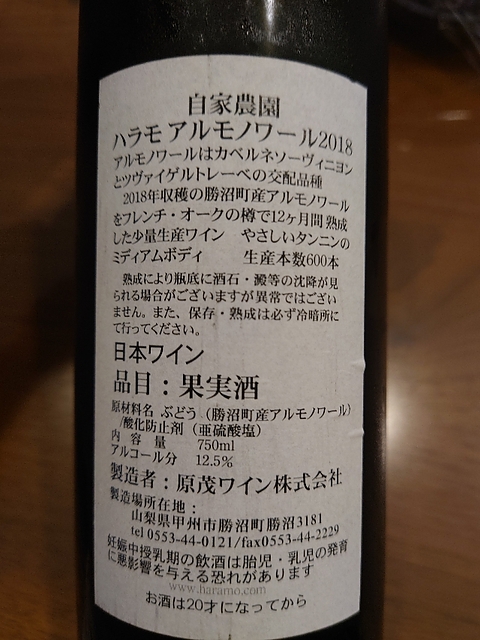 自家農園
ハラモ アルモノワール2018
アルモノワールはカベルネソーヴィニヨン
とツヴァイゲルトレーベの交配品種
2018年収穫の勝沼町産アルモノワール
をフレンチ・オークの樽で12ヶ月間 熟成
した少量生産ワイン やさしいタンニンの
ミディアムボディ 生産本数600本
熟成により瓶底に酒石・澱等の沈降が見
られる場合がございますが異常ではござい
ません。また、保存・熟成は必ず冷暗所に
て行ってください。
日本ワイン
品目：果実酒
原材料名 ぶどう（勝沼町産アルモノワール）
/酸化防止剤（亜硫酸塩）
内容量 750ml
アルコール分 12.5%
製造者：原茂ワイン株式会社
製造場所在地：
山梨県甲州市勝沼町勝沼3181
tel 0553-44-0121/fax0553-44-2229
妊娠中授乳期の飲酒は胎児・乳児の発育
に悪影響を与える恐れがあります
www.haramo.com
お酒は20才になってから